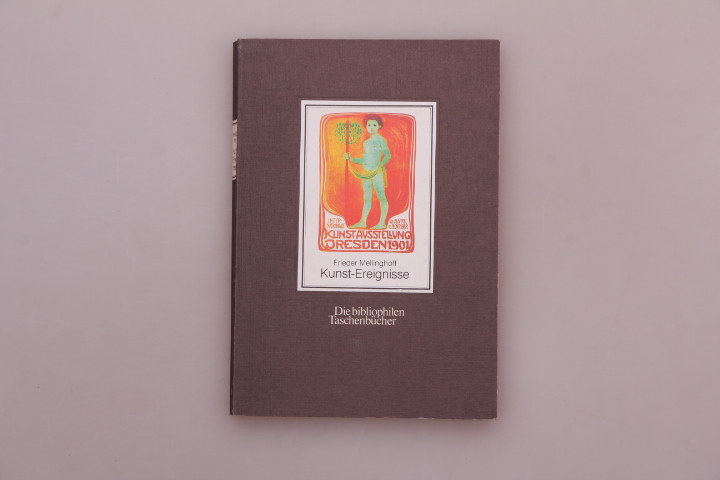 KUNSTAUSSTELLUNG
DRESDEN 1901
Frieder Mellinghoff
Kunst-Ereignisse
Die bibliophilen
Taschenbücher